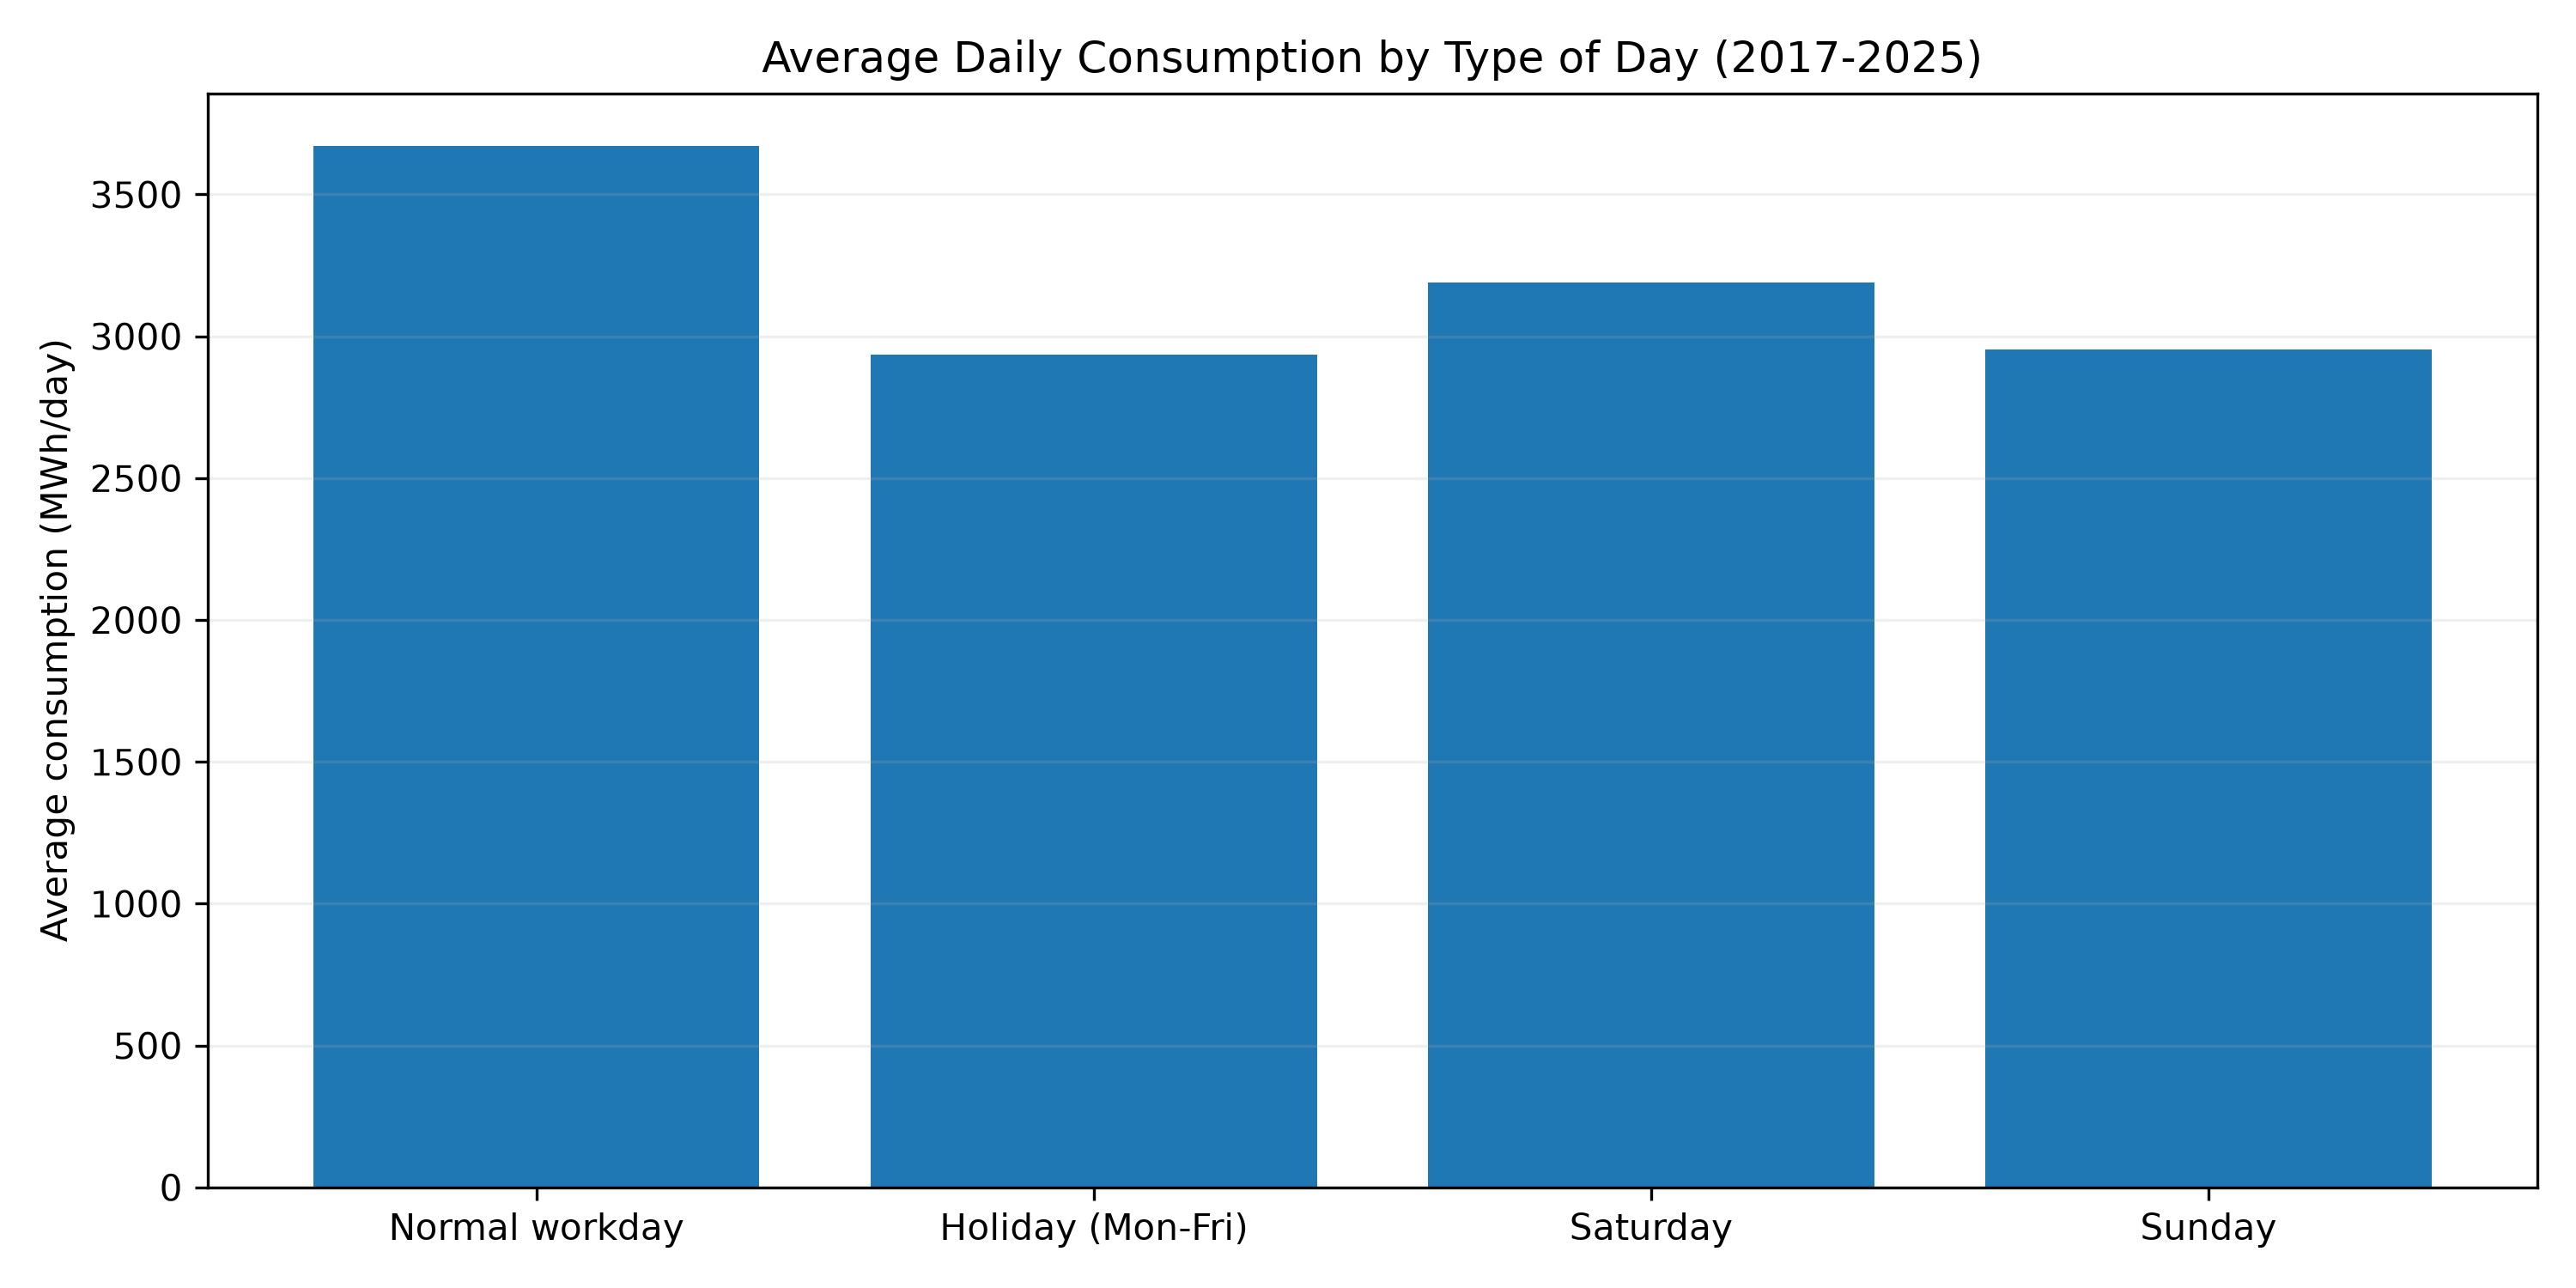 Average Daily Consumption by Type of Day (2017-2025)
Average consumption (MWh/day)
3500
3000
2500
2000
1500
1000
500
0
Normal workday
Holiday (Mon-Fri)
Saturday
Sunday